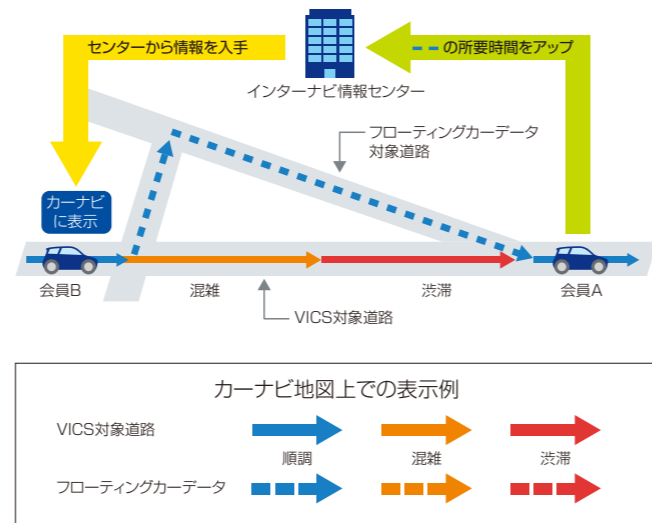 センターから情報を入手
の所要時間をアップ
インターナビ情報センター
フローティングカーデータ
対象道路
カーナビ
に表示
会員B
混雑
渋滞
会員A
VICS対象道路
カーナビ地図上での表示例
VICS対象道路
順調
混雑
渋滞
フローティングカーデータ